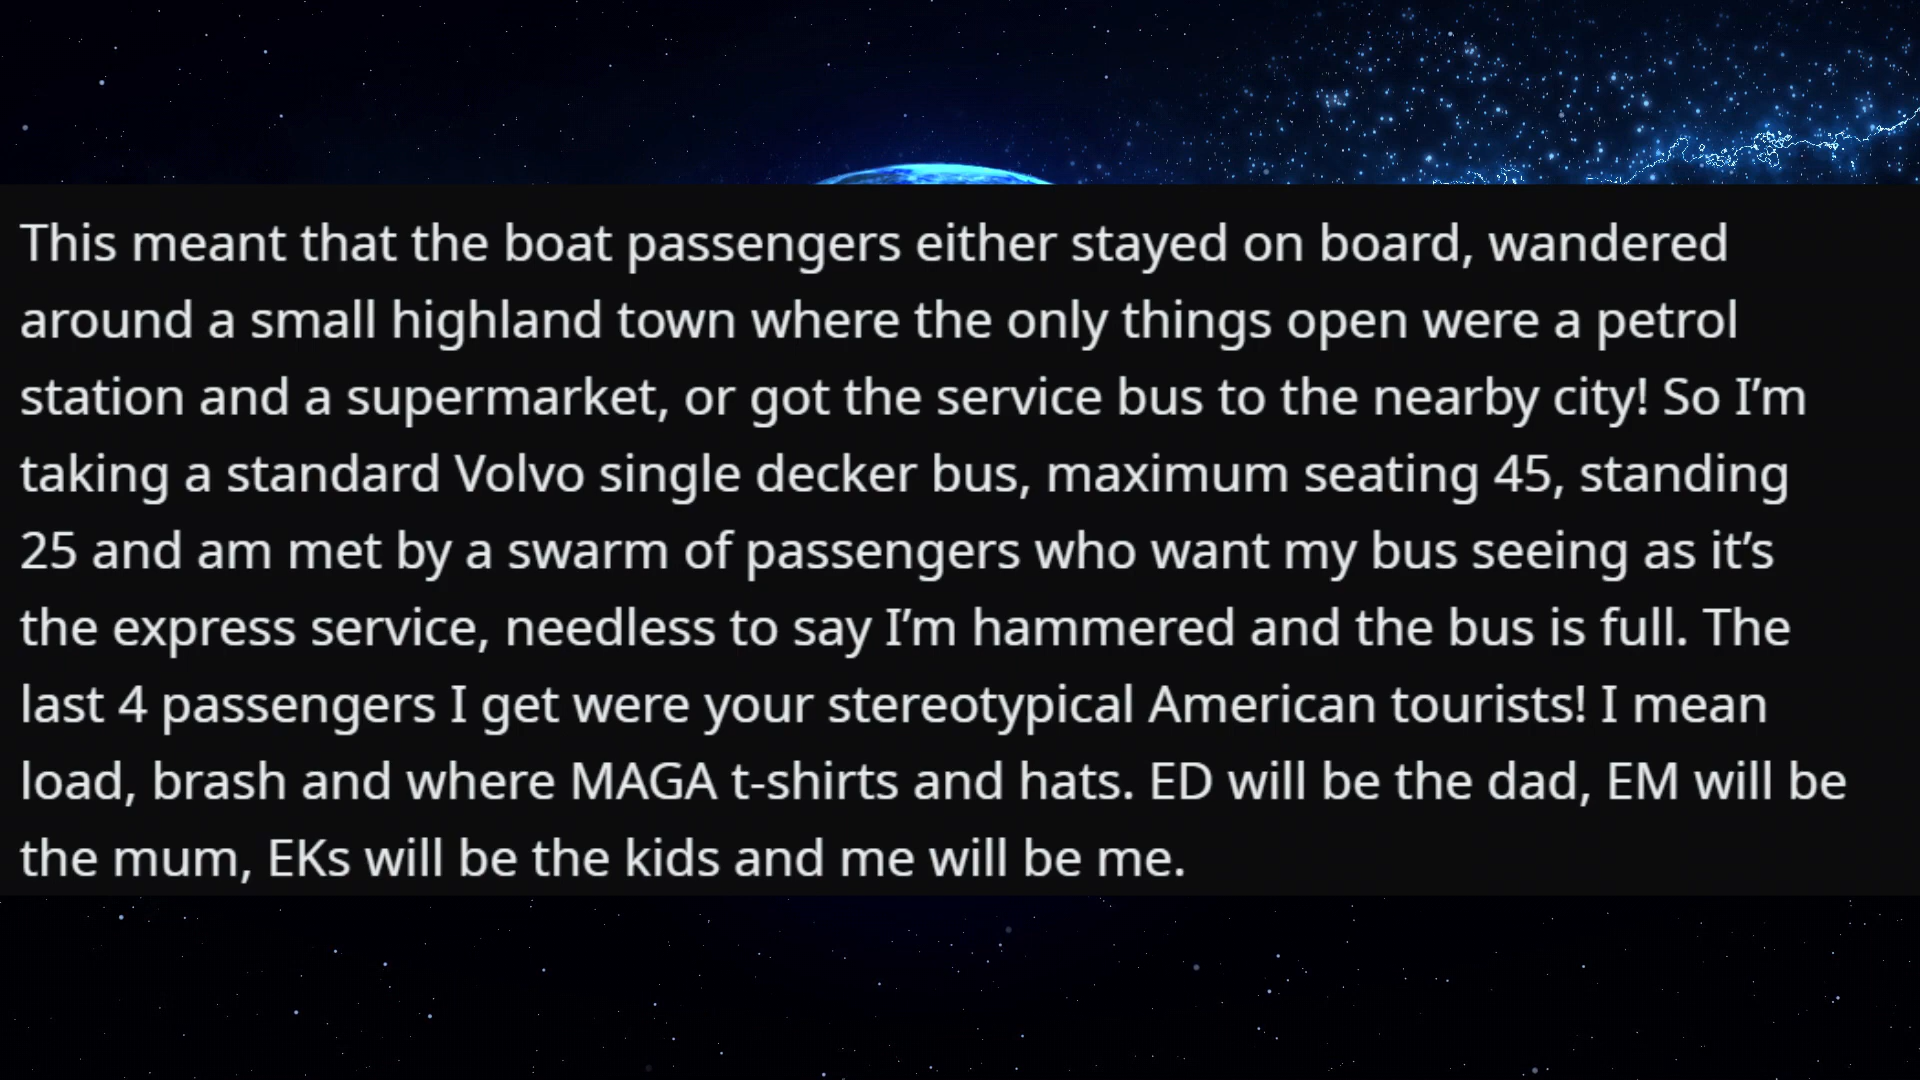 This meant that the boat passengers either stayed on board, wandered
around a small highland town where the only things open were a petrol
station and a supermarket, or got the service bus to the nearby city! So I’m
taking a standard Volvo single decker bus, maximum seating 45, standing
25 and am met by a swarm of passengers who want my bus seeing as it’s
the express service, needless to say I’m hammered and the bus is full. The
last 4 passengers I get were your stereotypical American tourists! I mean
load, brash and where MAGA t-shirts and hats. ED will be the dad, EM will be
the mum, EKs will be the kids and me will be me.